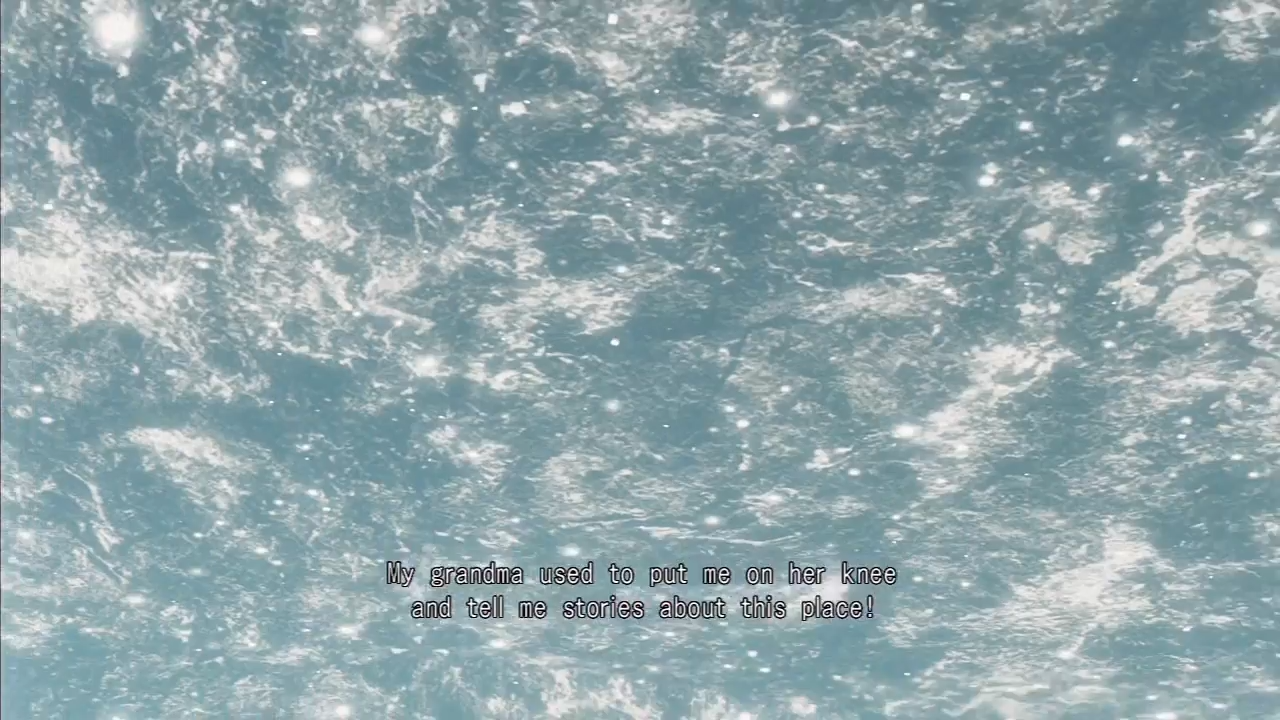 My grandma used to put me on her knee
and tell me stories about this place!